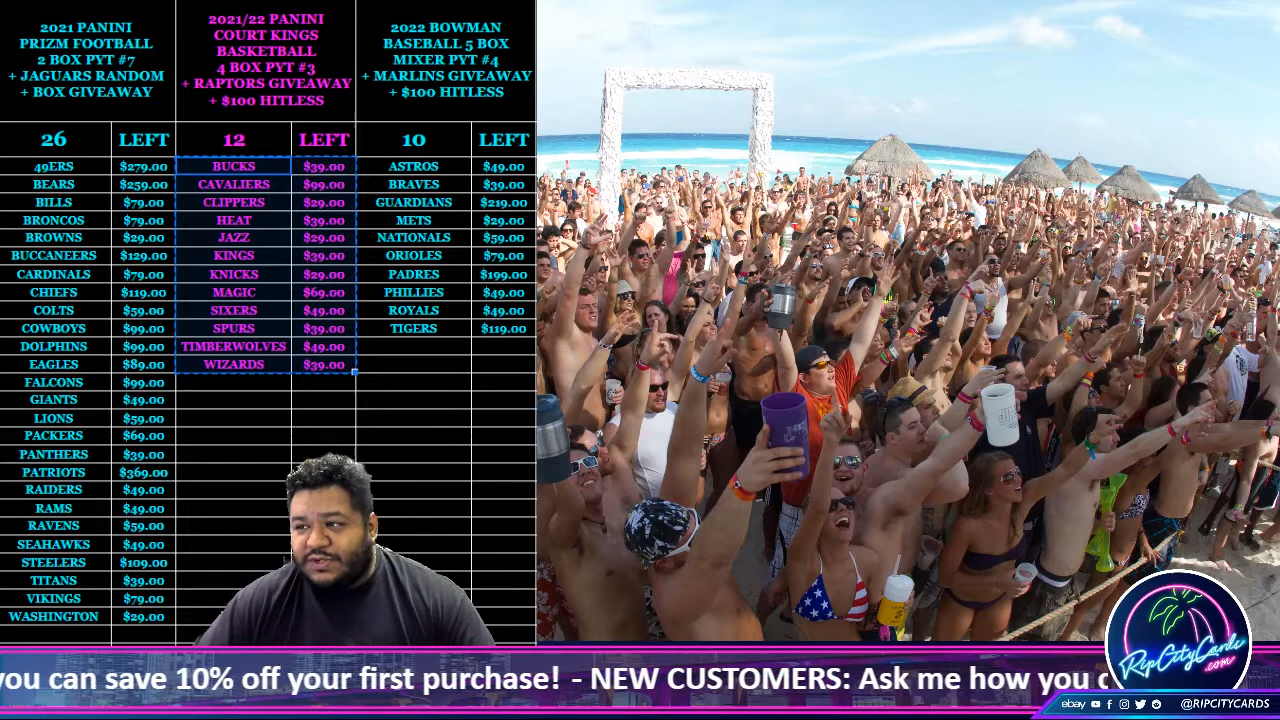 2021 PANINI
PRIZM FOOTBALL
2 BOX PYT #7
+ JAGUARS RANDOM
+ BOX GIVEAWAY
26 LEFT
49ERS $279.00
BEARS $259.00
BILLS $79.00
BRONCOS $79.00
BROWNS $29.00
BUCCANEERS $129.00
CARDINALS $79.00
CHIEFS $119.00
COLTS $59.00
COWBOYS $99.00
DOLPHINS $99.00
EAGLES $89.00
FALCONS $99.00
GIANTS $49.00
LIONS $59.00
PACKERS $69.00
PANTHERS $39.00
PATRIOTS $369.00
RAIDERS $49.00
RAMS $49.00
RAVENS $59.00
SEAHAWKS $49.00
STEELERS $109.00
TITANS $39.00
VIKINGS $79.00
WASHINGTON $29.00
2021/22 PANINI
COURT KINGS
BASKETBALL
4 BOX PYT #3
+ RAPTORS GIVEAWAY
+ $100 HITLESS
12 LEFT
BUCKS $39.00
CAVALIERS $99.00
CLIPPERS $29.00
HEAT $39.00
JAZZ $29.00
KINGS $39.00
KNICKS $29.00
MAGIC $69.00
SIXERS $49.00
SPURS $39.00
TIMBERWOLVES $49.00
WIZARDS $39.00
2022 BOWMAN
BASEBALL 5 BOX
MIXER PYT #4
+ MARLINS GIVEAWAY
+ $100 HITLESS
10 LEFT
ASTROS $49.00
BRAVES $39.00
GUARDIANS $219.00
METS $29.00
NATIONALS $59.00
ORIOLES $79.00
PADRES $199.00
PHILLIES $49.00
ROYALS $49.00
TIGERS $119.00
you can save 10% off your first purchase! - NEW CUSTOMERS: Ask me how you
RipCityCards
.com
ebay @RIPCITYCARDS